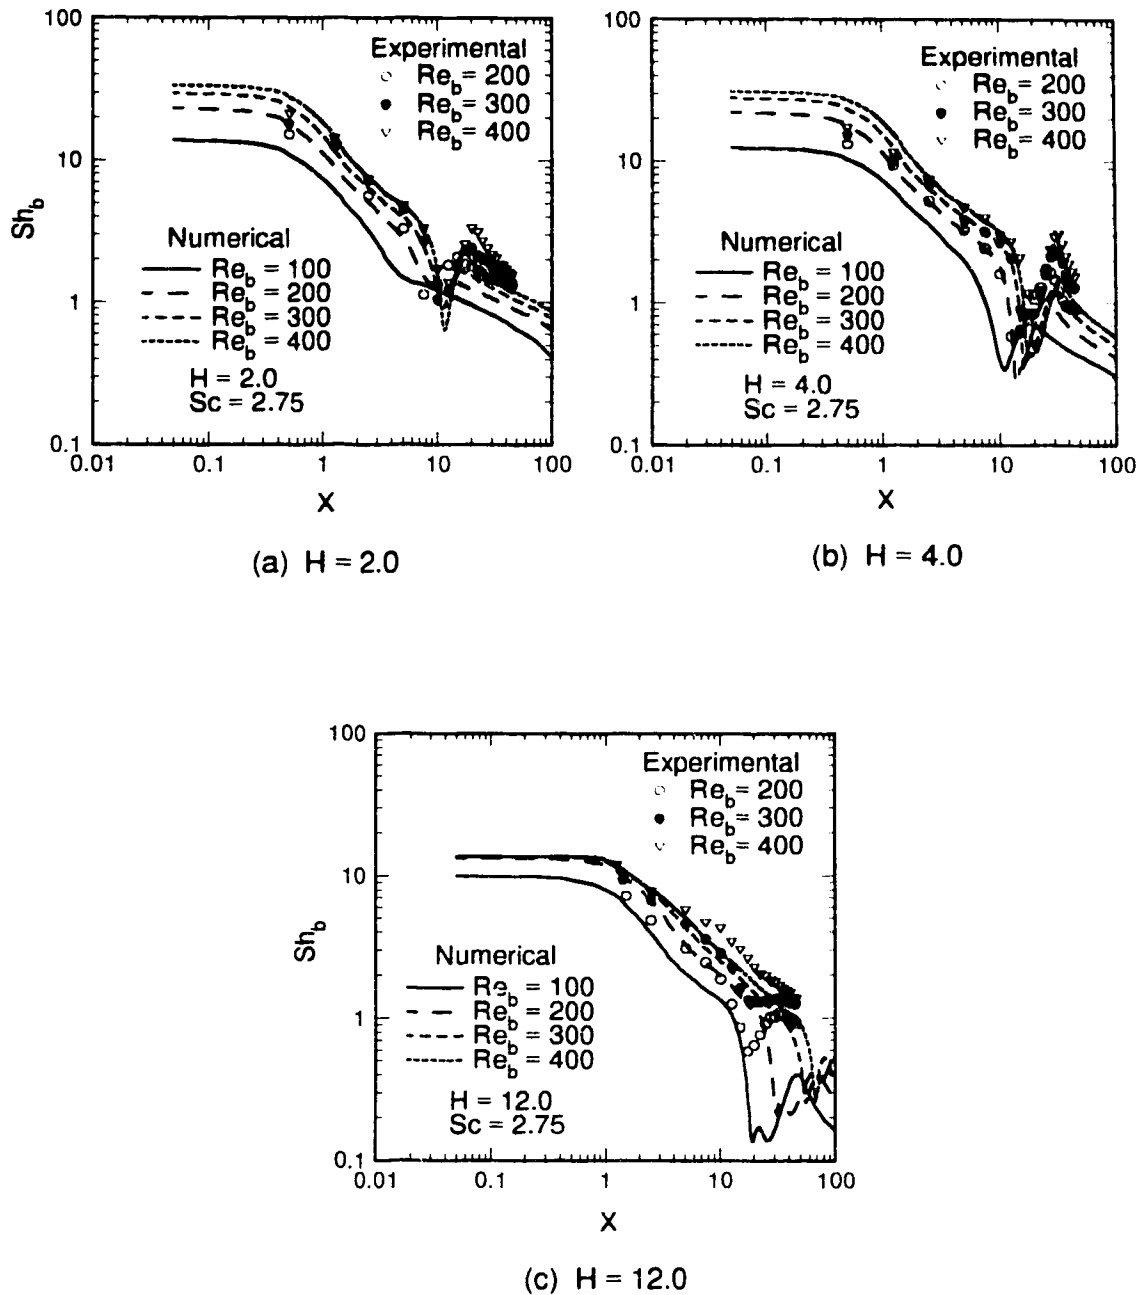 100
10
1
0.1
Sh_b
Experimental
Re_b = 200
Re_b = 300
Re_b = 400
Numerical
Re_b = 100
Re_b = 200
Re_b = 300
Re_b = 400
H = 2.0
Sc = 2.75
0.01 0.1 1 10 100
X
(a) H = 2.0
100
10
1
0.1
Experimental
Re_b = 200
Re_b = 300
Re_b = 400
Numerical
Re_b = 100
Re_b = 200
Re_b = 300
Re_b = 400
H = 4.0
Sc = 2.75
0.01 0.1 1 10 100
X
(b) H = 4.0
100
10
1
0.1
Sh_b
Experimental
Re_b = 200
Re_b = 300
Re_b = 400
Numerical
Re_b = 100
Re_b = 200
Re_b = 300
Re_b = 400
H = 12.0
Sc = 2.75
0.01 0.1 1 10 100
X
(c) H = 12.0